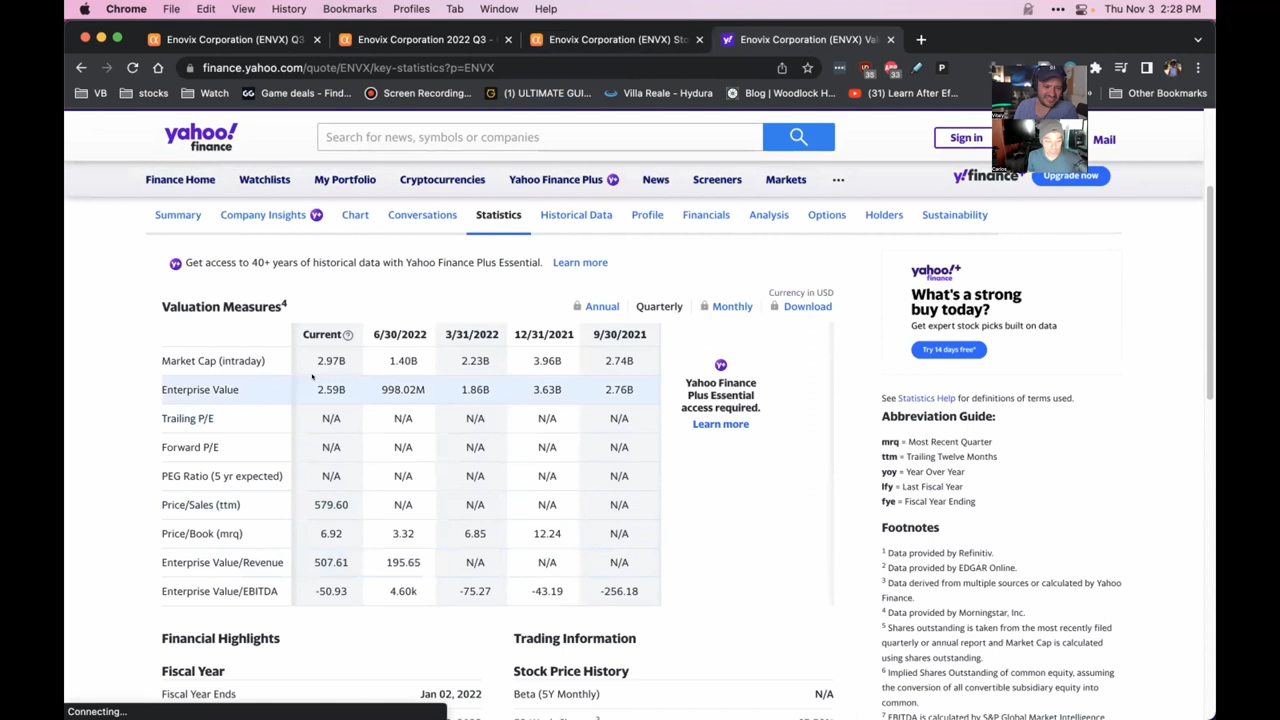 Chrome File Edit View History Bookmarks Profiles Tab Window Help ••• Thu Nov 3 2:28 PM
Enovix Corporation (ENVX) Q3 Enovix Corporation 2022 Q3 - Enovix Corporation (ENVX) Sto Enovix Corporation (ENVX) Val
finance.yahoo.com/quote/ENVX/key-statistics?p=ENVX 35 33 P
VB stocks Watch Game deals - Find... Screen Recording... (1) ULTIMATE GUI... Villa Reale - Hydura Blog | Woodlock H... (31) Learn After Ef... Other Bookmarks
Vitaly
Carlos
yahoo!
finance
Search for news, symbols or companies
Sign in
Mail
Finance Home Watchlists My Portfolio Cryptocurrencies Yahoo Finance Plus News Screeners Markets ••• y!finance+ Upgrade now
Summary Company Insights Chart Conversations Statistics Historical Data Profile Financials Analysis Options Holders Sustainability
Get access to 40+ years of historical data with Yahoo Finance Plus Essential. Learn more
Currency in USD
Valuation Measures4 Annual Quarterly Monthly Download
Current 6/30/2022 3/31/2022 12/31/2021 9/30/2021
Market Cap (intraday) 2.97B 1.40B 2.23B 3.96B 2.74B
Enterprise Value 2.59B 998.02M 1.86B 3.63B 2.76B
Trailing P/E N/A N/A N/A N/A N/A
Forward P/E N/A N/A N/A N/A N/A
PEG Ratio (5 yr expected) N/A N/A N/A N/A N/A
Price/Sales (ttm) 579.60 N/A N/A N/A N/A
Price/Book (mrq) 6.92 3.32 6.85 12.24 N/A
Enterprise Value/Revenue 507.61 195.65 N/A N/A N/A
Enterprise Value/EBITDA -50.93 4.60k -75.27 -43.19 -256.18
Yahoo Finance
Plus Essential
access required.
Learn more
Financial Highlights
Fiscal Year
Fiscal Year Ends Jan 02, 2022
Trading Information
Stock Price History
Beta (5Y Monthly) N/A
yahoo!+
finance
What's a strong
buy today?
Get expert stock picks built on data
Try 14 days free*
See Statistics Help for definitions of terms used.
Abbreviation Guide:
mrq = Most Recent Quarter
ttm = Trailing Twelve Months
yoy = Year Over Year
lfy = Last Fiscal Year
fye = Fiscal Year Ending
Footnotes
1 Data provided by Refinitiv.
2 Data provided by EDGAR Online.
3 Data derived from multiple sources or calculated by Yahoo
Finance.
4 Data provided by Morningstar, Inc.
5 Shares outstanding is taken from the most recently filed
quarterly or annual report and Market Cap is calculated
using shares outstanding.
6 Implied Shares Outstanding of common equity, assuming
the conversion of all convertible subsidiary equity into
common.
7 EBITDA is calculated by S&P Global Market Intelligence
Connecting...